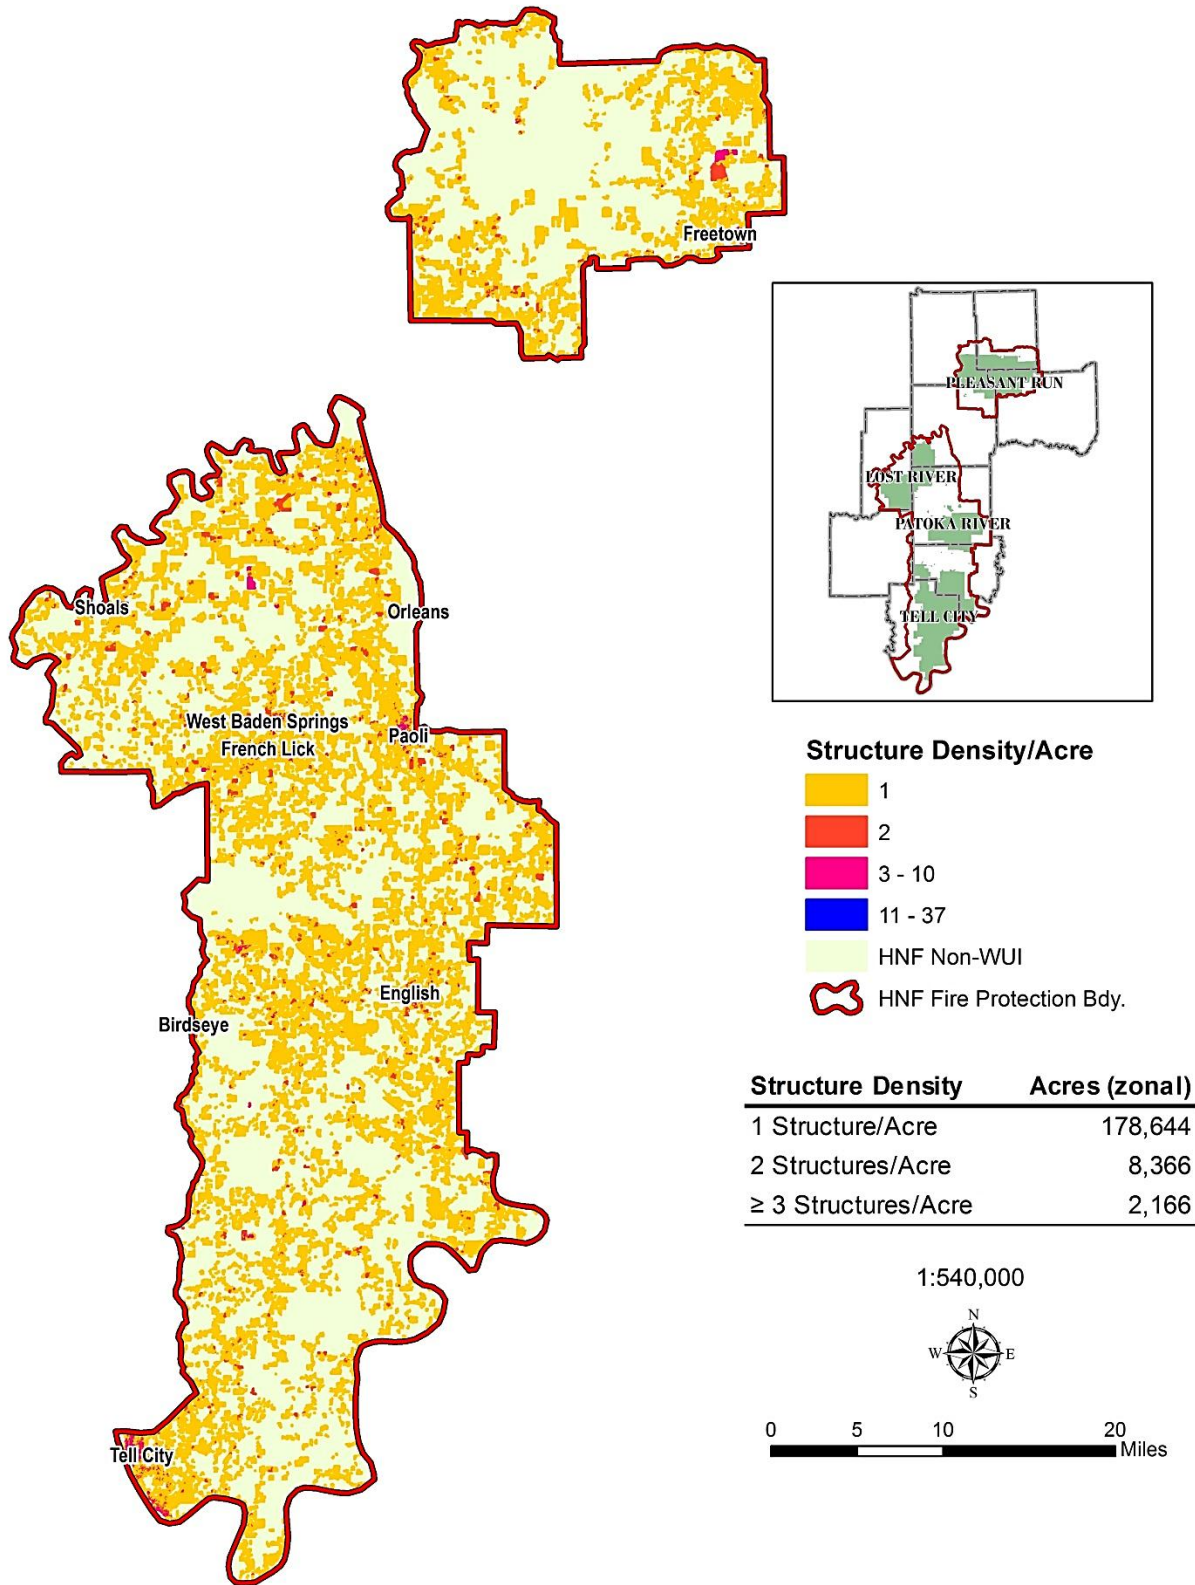 Freetown
PLEASANT RUN
LOST RIVER
PATOKA RIVER
TELL CITY
Shoals
Orleans
West Baden Springs
French Lick
Paoli
English
Birdseye
Tell City
Structure Density/Acre
1
2
3 - 10
11 - 37
HNF Non-WUI
HNF Fire Protection Bdy.
Structure Density Acres (zonal)
1 Structure/Acre 178,644
2 Structures/Acre 8,366
≥ 3 Structures/Acre 2,166
1:540,000
N
W E
S
0 5 10 20
Miles